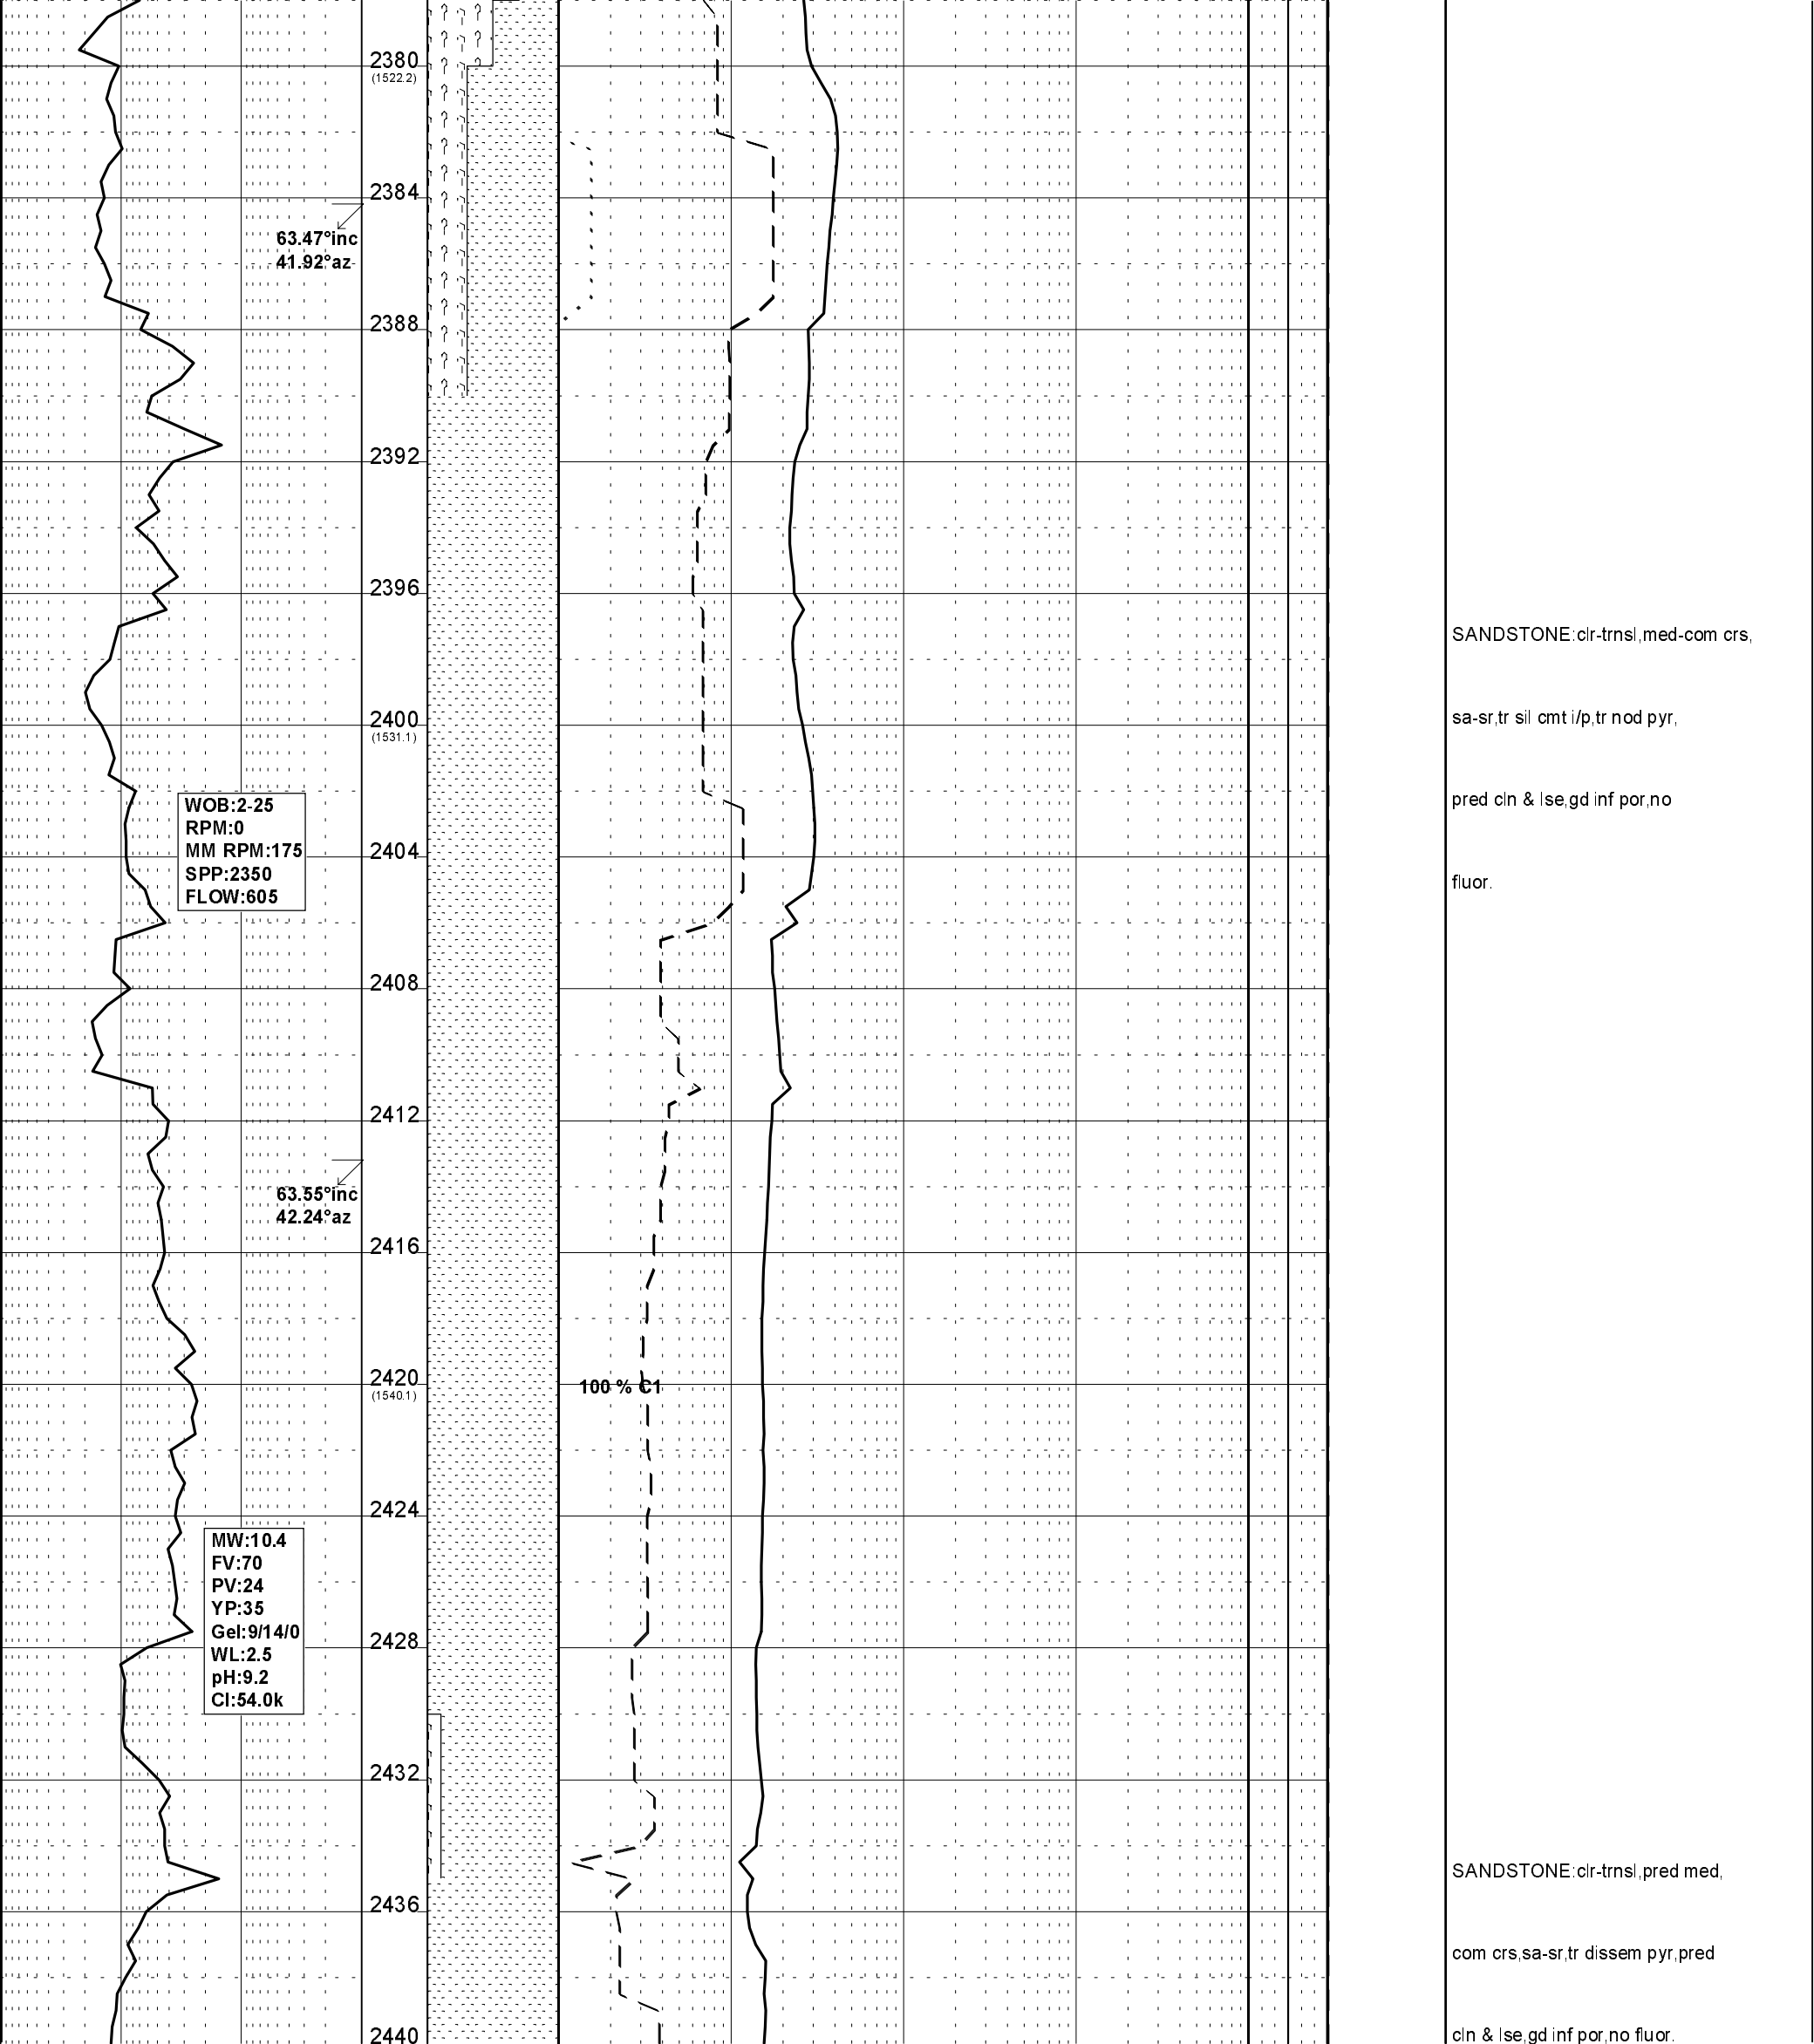 2380
(1522.2)
2384
63.47°inc
41.92°az
2388
2392
2396
SANDSTONE:clr-trnsl,med-com crs,
sa-sr,tr sil cmt i/p,tr nod pyr,
2400
(1531.1)
pred cln & lse,gd inf por,no
WOB:2-25
RPM:0
MM RPM:175
SPP:2350
FLOW:605
2404
fluor.
2408
2412
63.55°inc
42.24°az
2416
2420
(1540.1)
100 % C1
2424
MW:10.4
FV:70
PV:24
YP:35
Gel:9/14/0
WL:2.5
pH:9.2
Cl:54.0k
2428
2432
SANDSTONE:clr-trnsl,pred med,
2436
com crs,sa-sr,tr dissem pyr,pred
2440
cln & lse,gd inf por,no fluor.